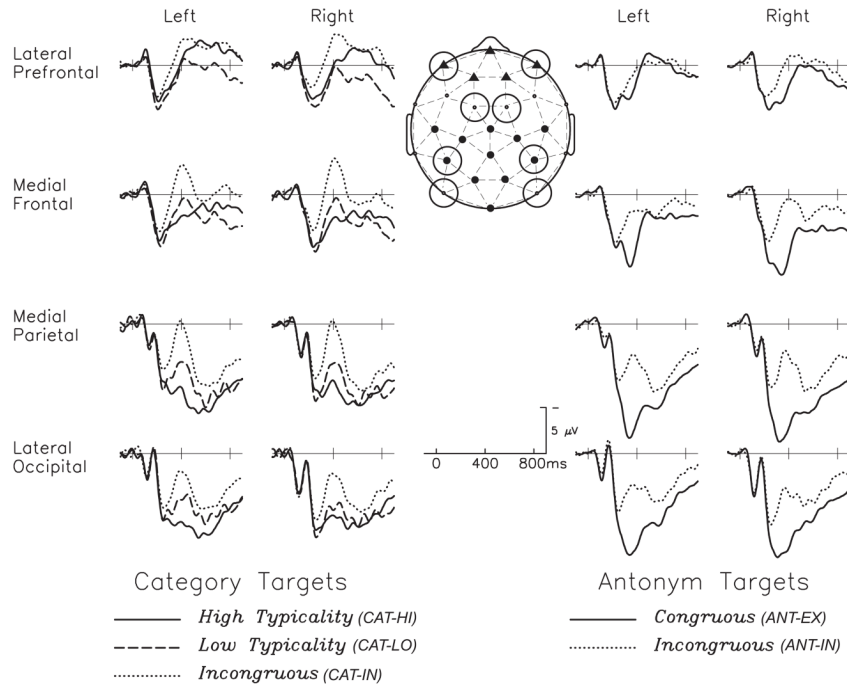 Left Right Left Right
Lateral
Prefrontal
Medial
Frontal
Medial
Parietal
5 μV
Lateral
Occipital
0 400 800ms
Category Targets
High Typicality (CAT-HI)
Low Typicality (CAT-LO)
Incongruous (CAT-IN)
Antonym Targets
Congruous (ANT-EX)
Incongruous (ANT-IN)